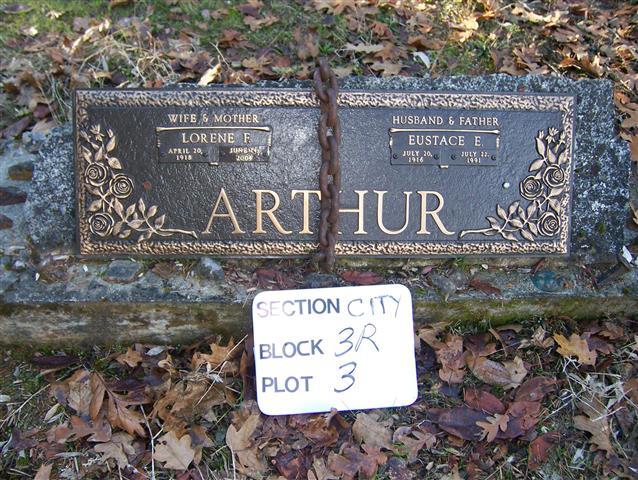 WIFE & MOTHER
LORENE F.
APRIL 20,
1918
2008
HUSBAND & FATHER
EUSTACE E.
JULY 20,
1916
JULY 22,
1991
ARTHUR
SECTION CITY
BLOCK 3R
PLOT 3